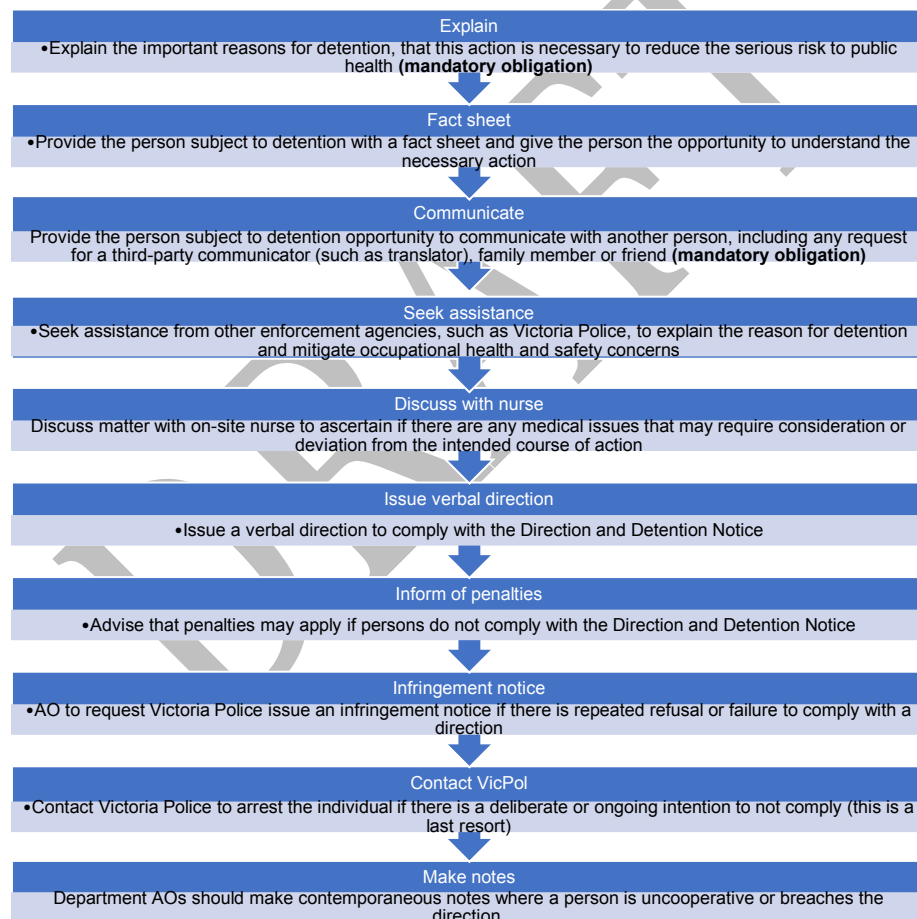 Explain
•Explain the important reasons for detention, that this action is necessary to reduce the serious risk to public
health (mandatory obligation)
Fact sheet
•Provide the person subject to detention with a fact sheet and give the person the opportunity to understand the
necessary action
Communicate
Provide the person subject to detention opportunity to communicate with another person, including any request
for a third-party communicator (such as translator), family member or friend (mandatory obligation)
Seek assistance
•Seek assistance from other enforcement agencies, such as Victoria Police, to explain the reason for detention
and mitigate occupational health and safety concerns
Discuss with nurse
Discuss matter with on-site nurse to ascertain if there are any medical issues that may require consideration or
deviation from the intended course of action
Issue verbal direction
•Issue a verbal direction to comply with the Direction and Detention Notice
Inform of penalties
•Advise that penalties may apply if persons do not comply with the Direction and Detention Notice
Infringement notice
•AO to request Victoria Police issue an infringement notice if there is repeated refusal or failure to comply with a
direction
Contact VicPol
•Contact Victoria Police to arrest the individual if there is a deliberate or ongoing intention to not comply (this is a
last resort)
Make notes
Department AOs should make contemporaneous notes where a person is uncooperative or breaches the
direction